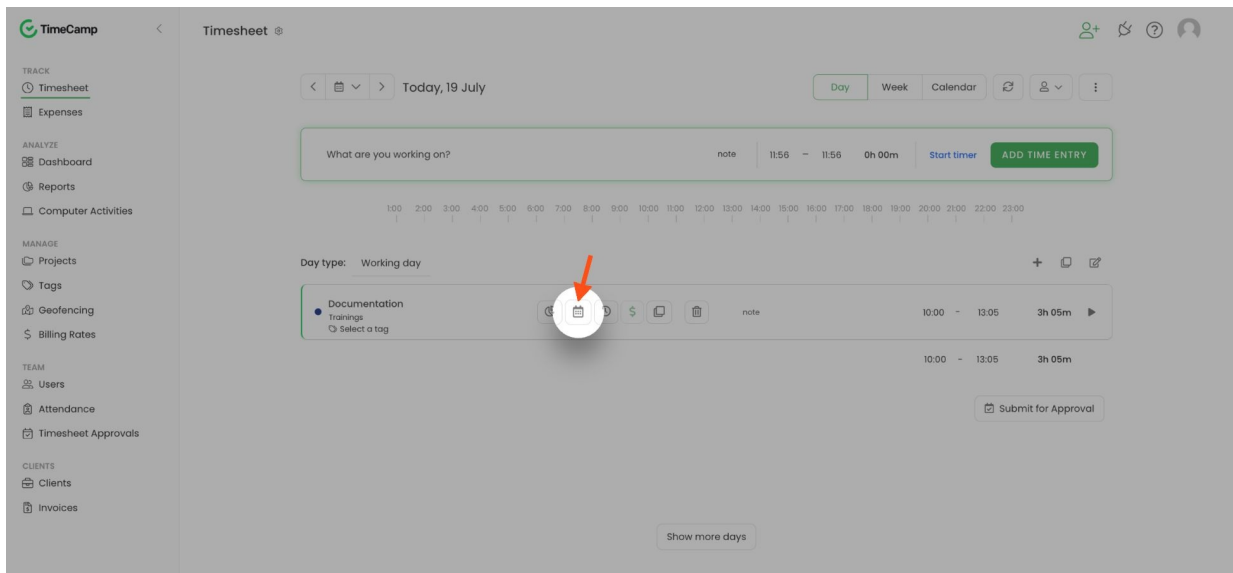 TimeCamp
Timesheet
TRACK
Timesheet
Expenses
ANALYZE
Dashboard
Reports
Computer Activities
MANAGE
Projects
Tags
Geofencing
$ Billing Rates
TEAM
Users
Attendance
Timesheet Approvals
CLIENTS
Clients
Invoices
Today, 19 July
Day Week Calendar
What are you working on? note 11:56 – 11:56 0h 00m Start timer ADD TIME ENTRY
1:00 2:00 3:00 4:00 5:00 6:00 7:00 8:00 9:00 10:00 11:00 12:00 13:00 14:00 15:00 16:00 17:00 18:00 19:00 20:00 21:00 22:00 23:00
Day type: Working day
Documentation
Trainings
Select a tag
$ note 10:00 - 13:05 3h 05m
10:00 - 13:05 3h 05m
Submit for Approval
Show more days